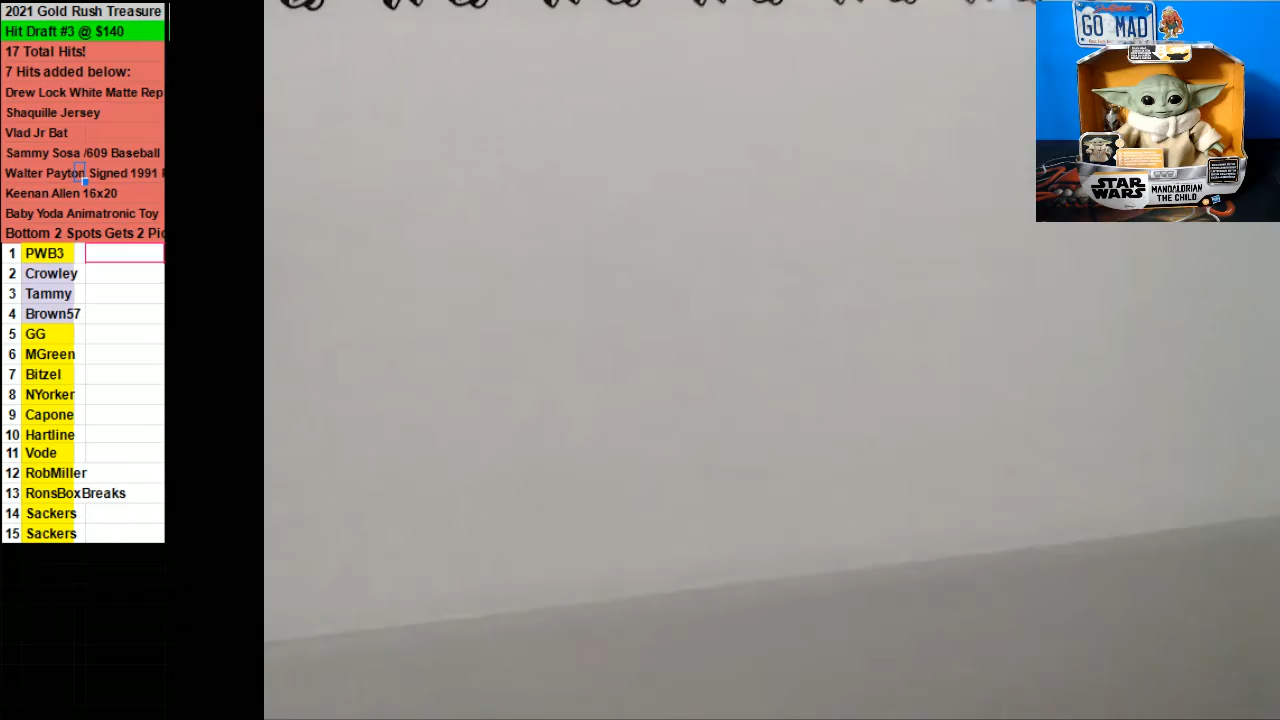 2021 Gold Rush Treasure
Hit Draft #3 @ $140
17 Total Hits!
7 Hits added below:
Drew Lock White Matte Rep
Shaquille Jersey
Vlad Jr Bat
Sammy Sosa /609 Baseball
Walter Payton Signed 1991
Keenan Allen 16x20
Baby Yoda Animatronic Toy
Bottom 2 Spots Gets 2 Pic
1 PWB3
2 Crowley
3 Tammy
4 Brown57
5 GG
6 MGreen
7 Bitzel
8 NYorker
9 Capone
10 Hartline
11 Vode
12 RobMiller
13 RonsBoxBreaks
14 Sackers
15 Sackers
GO MAD
STAR WARS
MANDALORIAN
THE CHILD